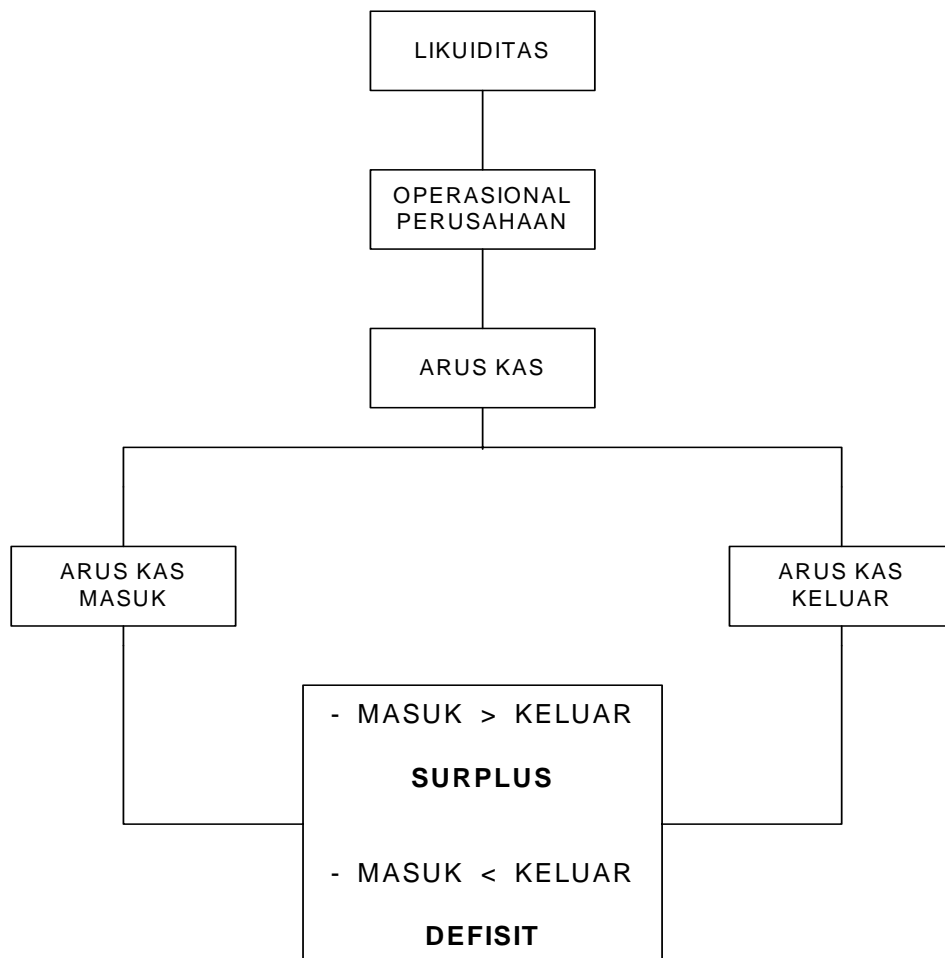 LIKUIDITAS
OPERASIONAL
PERUSAHAAN
ARUS KAS
ARUS KAS
MASUK
ARUS KAS
KELUAR
- MASUK > KELUAR
SURPLUS
- MASUK < KELUAR
DEFISIT